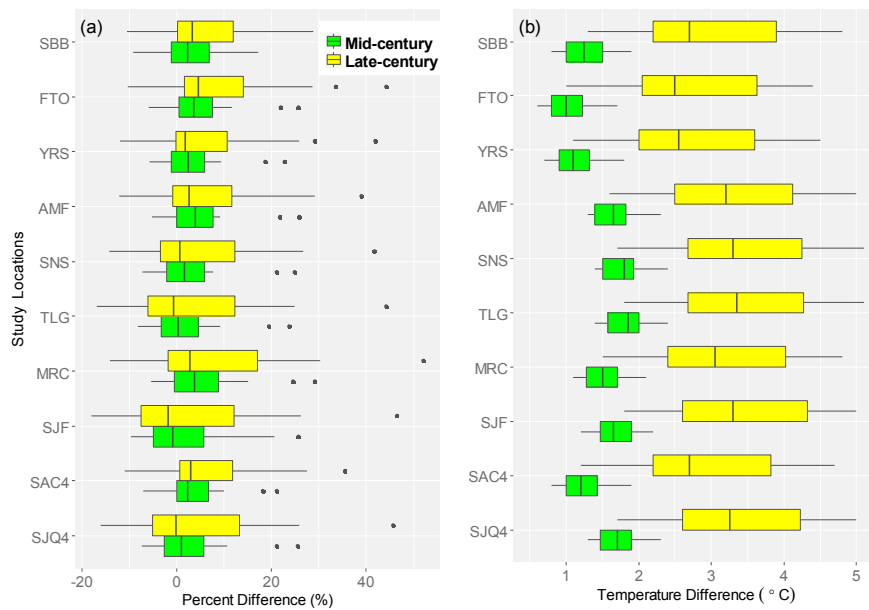 (a)
Mid-century
Late-century
(b)
Study Locations
SBB
FTO
YRS
AMF
SNS
TLG
MRC
SJF
SAC4
SJQ4
-20 0 20 40
Percent Difference (%)
SBB
FTO
YRS
AMF
SNS
TLG
MRC
SJF
SAC4
SJQ4
1 2 3 4 5
Temperature Difference ( ° C)